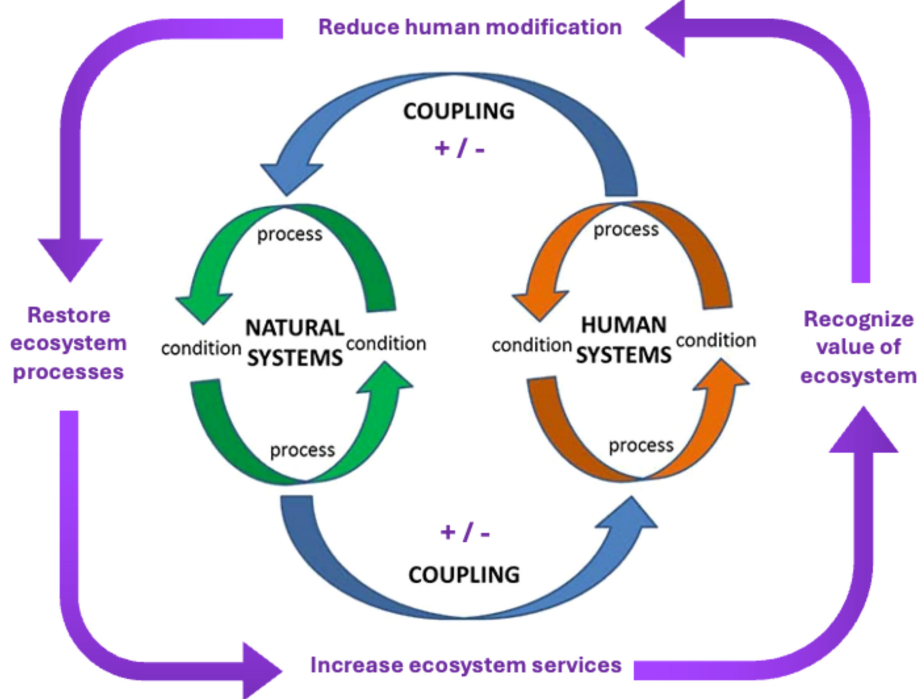 Reduce human modification
COUPLING
+ / -
process
process
Restore
ecosystem
processes
condition
NATURAL
SYSTEMS
condition
condition
HUMAN
SYSTEMS
condition
Recognize
value of
ecosystem
process
process
+ / -
COUPLING
Increase ecosystem services